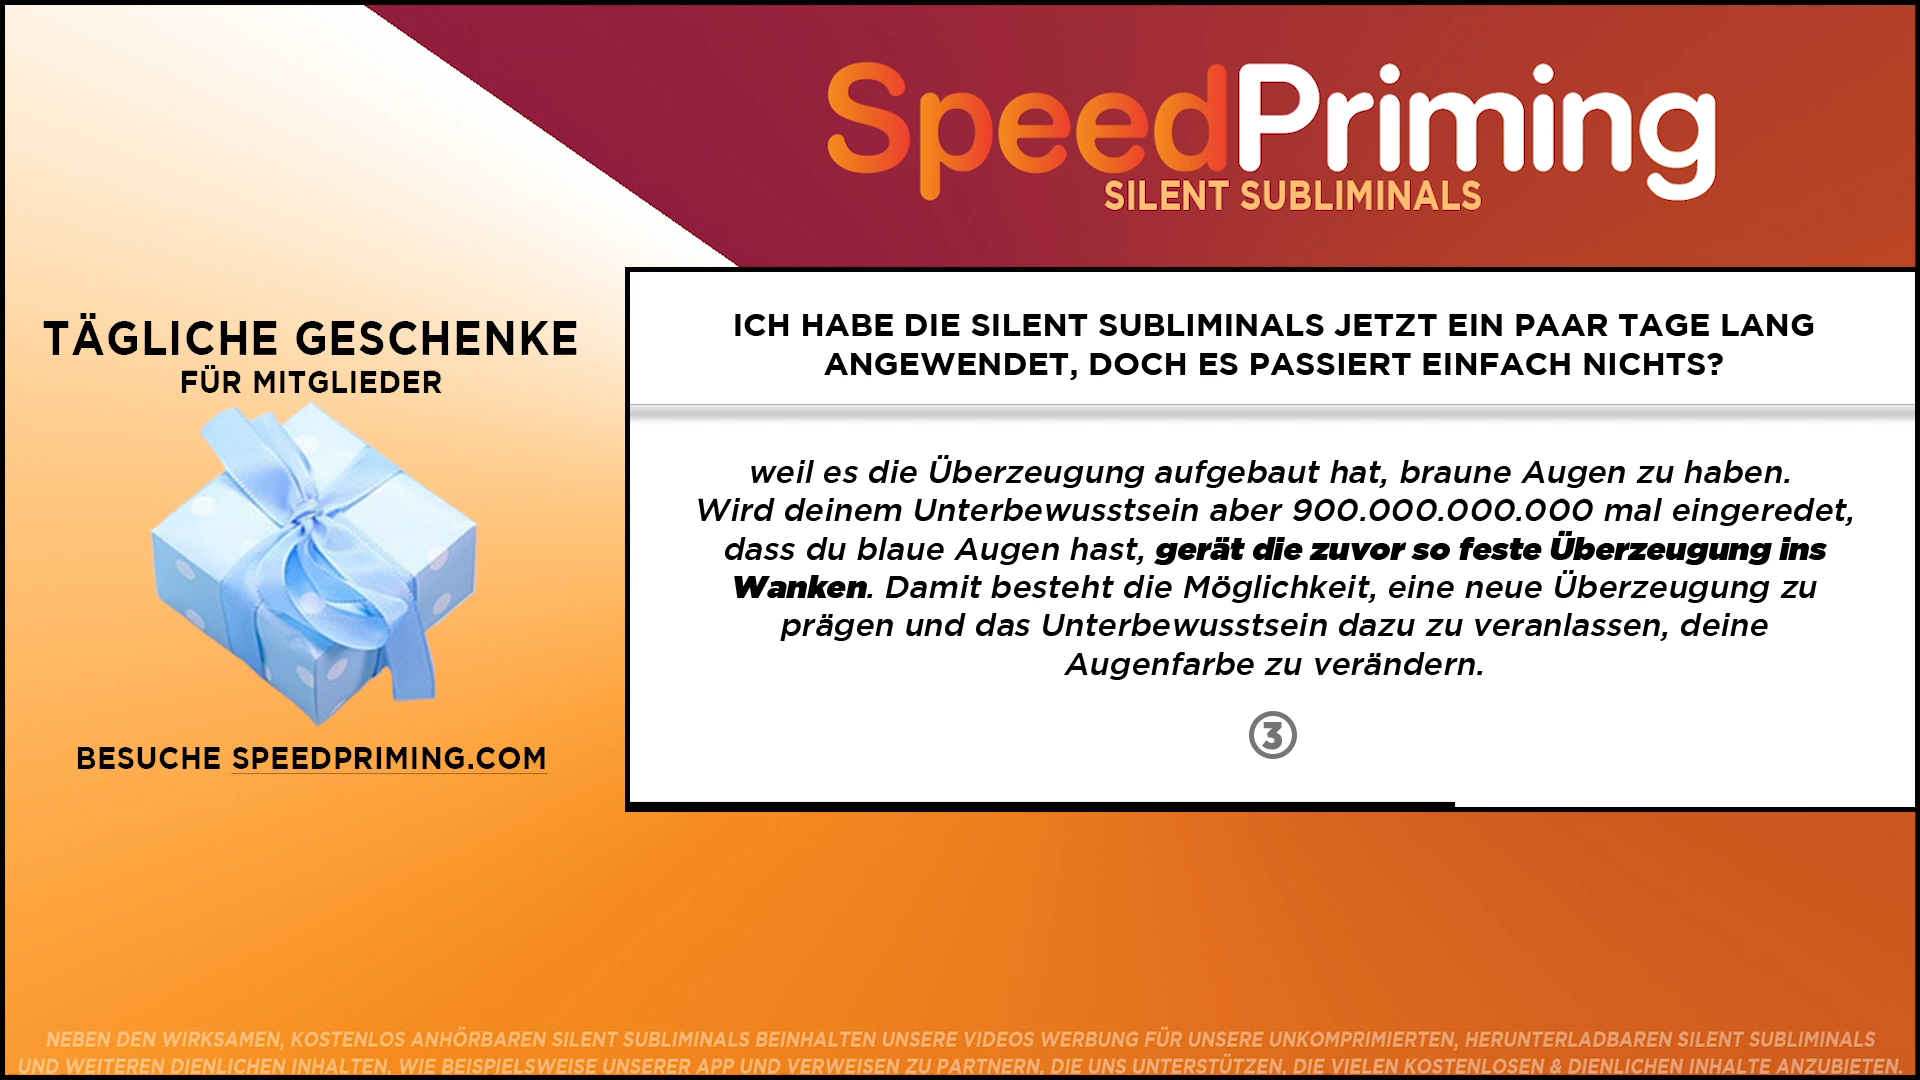 SpeedPriming
SILENT SUBLIMINALS
TÄGLICHE GESCHENKE
FÜR MITGLIEDER
BESUCHE SPEEDPRIMING.COM
ICH HABE DIE SILENT SUBLIMINALS JETZT EIN PAAR TAGE LANG
ANGEWENDET, DOCH ES PASSIERT EINFACH NICHTS?
weil es die Überzeugung aufgebaut hat, braune Augen zu haben.
Wird deinem Unterbewusstsein aber 900.000.000.000 mal eingeredet,
dass du blaue Augen hast, gerät die zuvor so feste Überzeugung ins
Wanken. Damit besteht die Möglichkeit, eine neue Überzeugung zu
prägen und das Unterbewusstsein dazu zu veranlassen, deine
Augenfarbe zu verändern.
3
NEBEN DEN WIRKSAMEN, KOSTENLOS ANHÖRBAREN SILENT SUBLIMINALS BEINHALTEN UNSERE VIDEOS WERBUNG FÜR UNSERE UNKOMPRIMIERTEN, HERUNTERLADBAREN SILENT SUBLIMINALS
UND WEITEREN DIENLICHEN INHALTEN, WIE BEISPIELSWEISE UNSERER APP UND VERWEISEN ZU PARTNERN, DIE UNS UNTERSTÜTZEN, DIE VIELEN KOSTENLOSEN & DIENLICHEN INHALTE ANZUBIETEN.